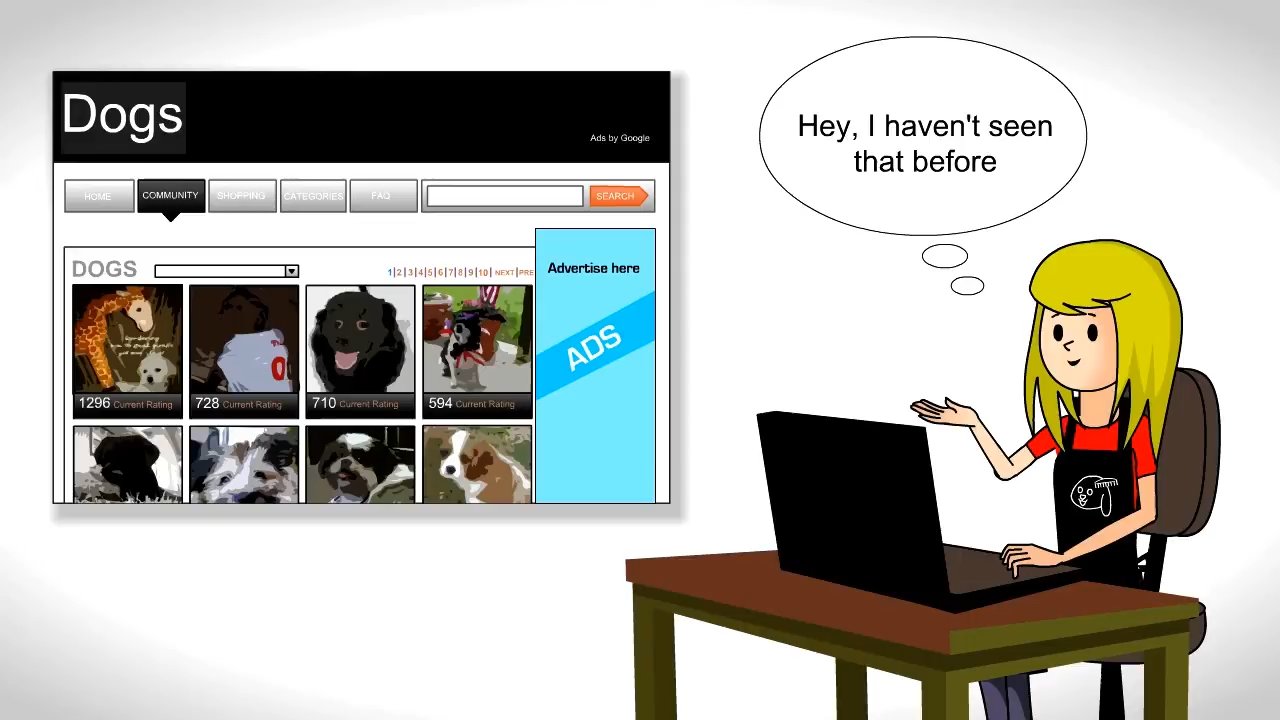 Dogs
Ads by Google
HOME
COMMUNITY
SHOPPING
CATEGORIES
FAQ
SEARCH
DOGS
1|2|3|4|5|6|7|8|9|10| NEXT|PRE
Advertise here
ADS
1296 Current Rating
728 Current Rating
710 Current Rating
594 Current Rating
Hey, I haven't seen
that before